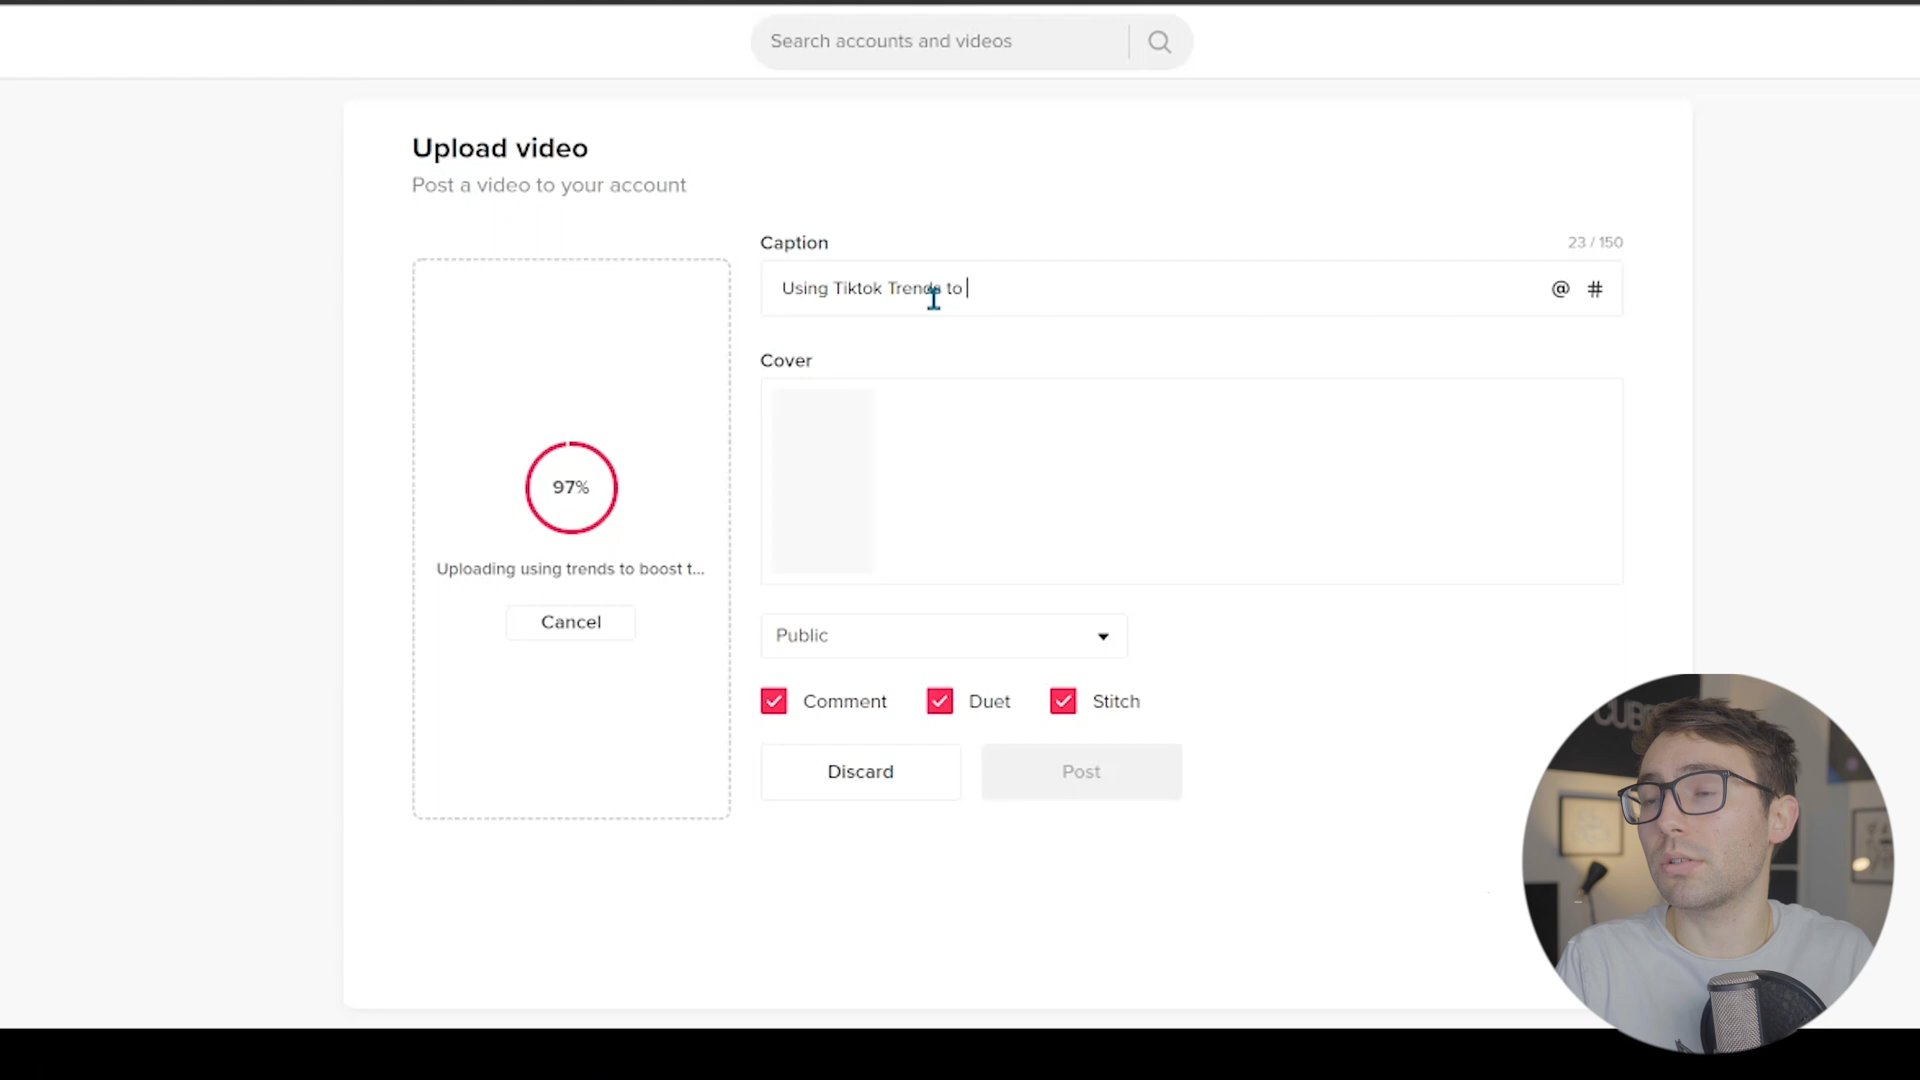 Search accounts and videos
Upload video
Post a video to your account
Caption
23 / 150
Using Tiktok Trends to
@ #
Cover
97%
Uploading using trends to boost t...
Cancel
Public
Comment
Duet
Stitch
Discard
Post
CUB